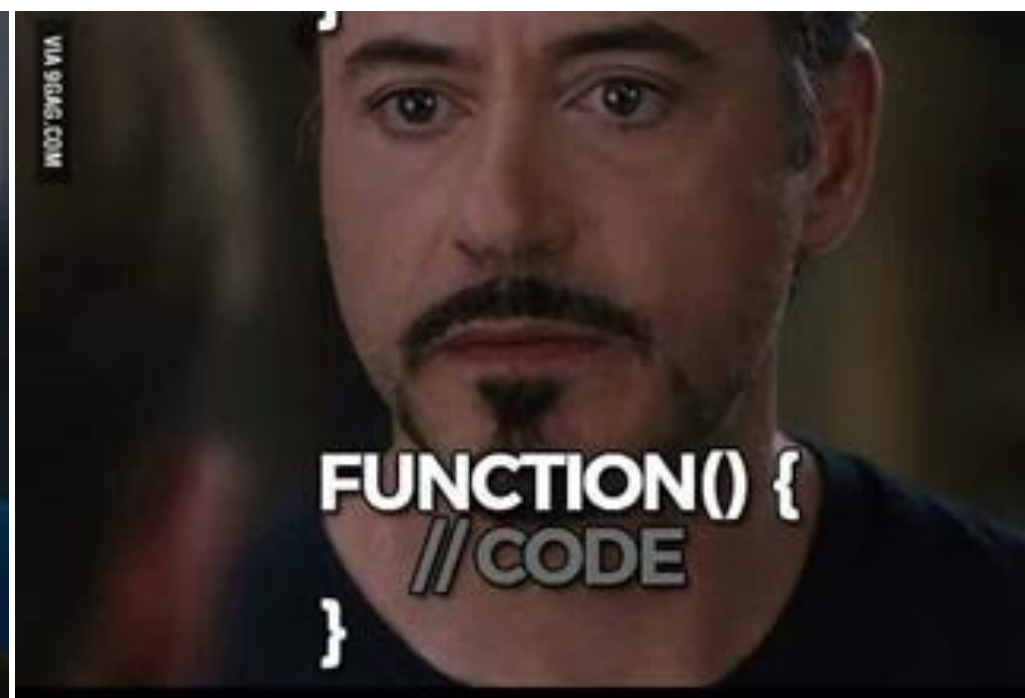 }
VIA 9GAG.COM
FUNCTION() {
// CODE
}